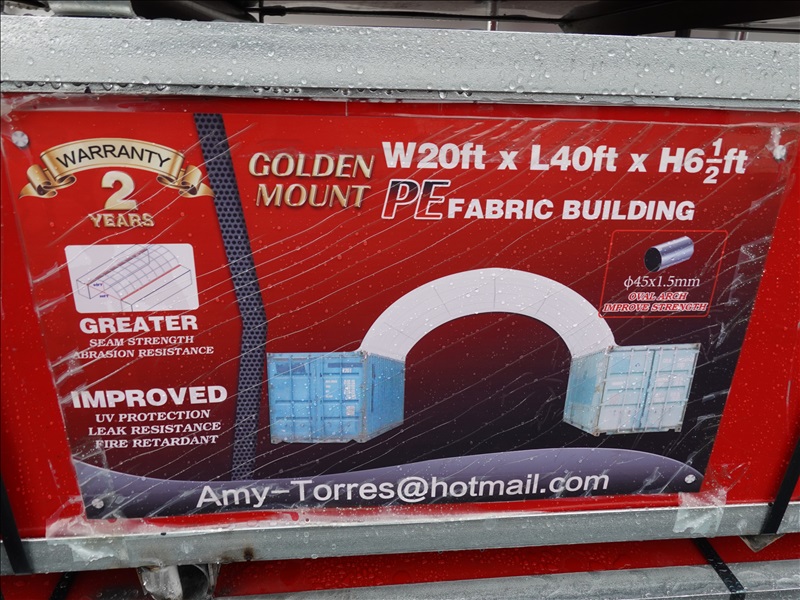 WARRANTY
2
YEARS
GOLDEN
MOUNT
W20ft x L40ft x H6½ft
PE FABRIC BUILDING
ϕ45x1.5mm
OVAL ARCH
IMPROVE STRENGTH
GREATER
SEAM STRENGTH
ABRASION RESISTANCE
IMPROVED
UV PROTECTION
LEAK RESISTANCE
FIRE RETARDANT
Amy-Torres@hotmail.com